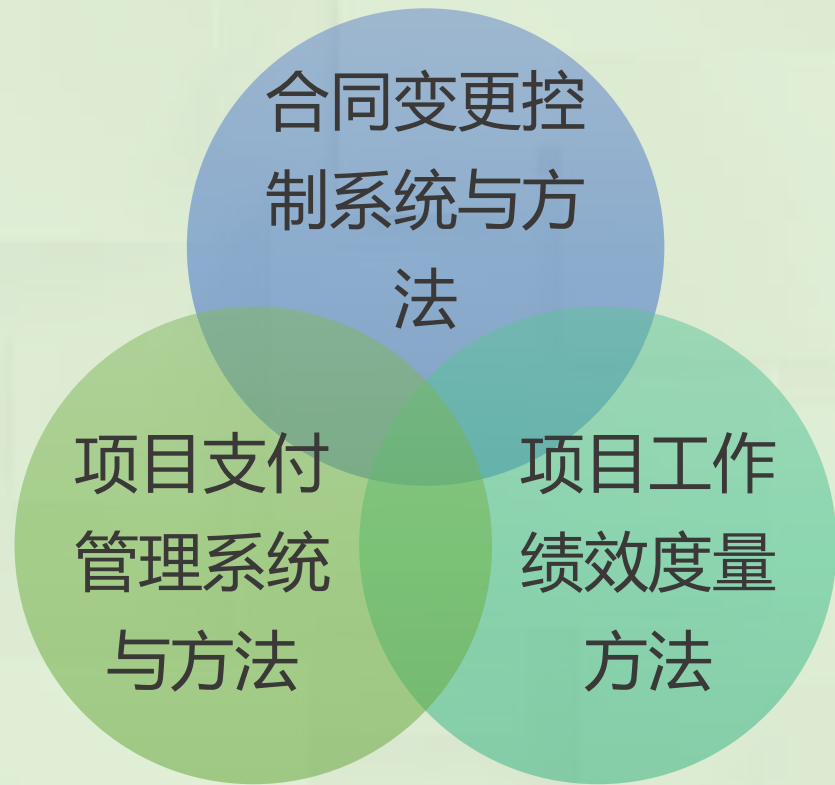 合同变更控
制系统与方
法
项目支付
管理系统
与方法
项目工作
绩效度量
方法